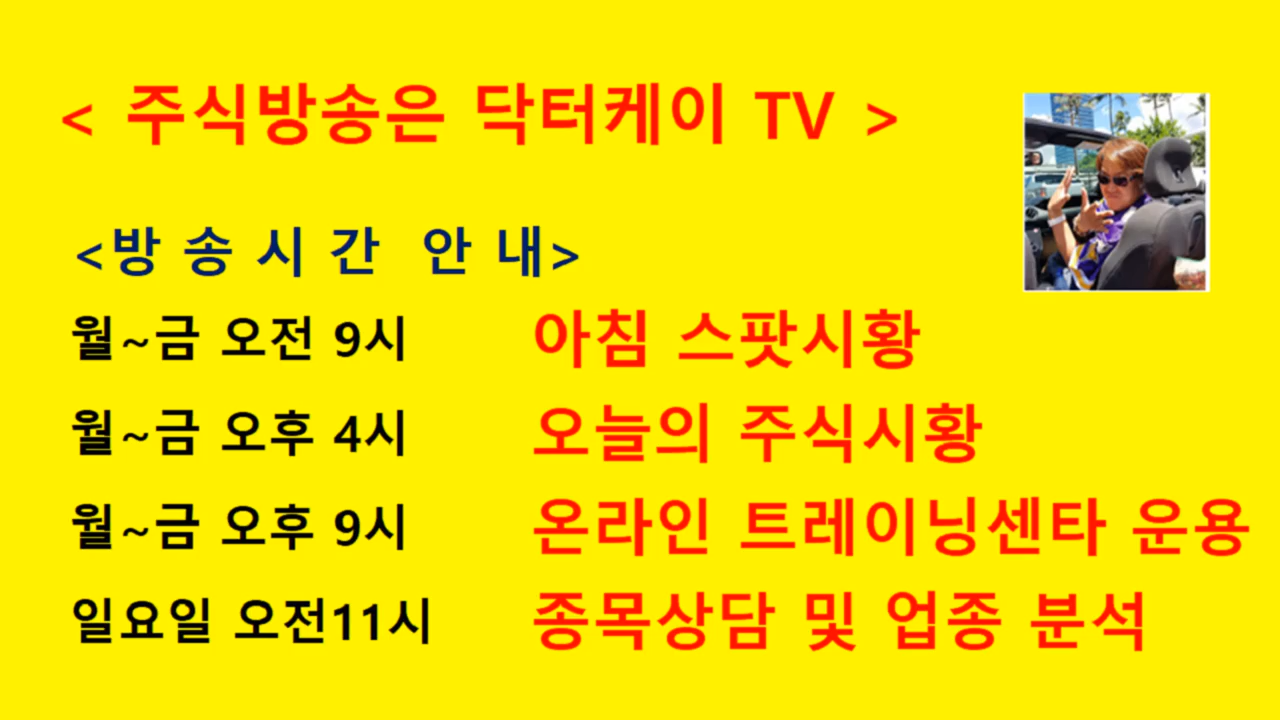 < 주식방송은 닥터케이 TV >
<방 송 시 간 안 내>
월~금 오전 9시 아침 스팟시황
월~금 오후 4시 오늘의 주식시황
월~금 오후 9시 온라인 트레이닝센타 운용
일요일 오전11시 종목상담 및 업종 분석